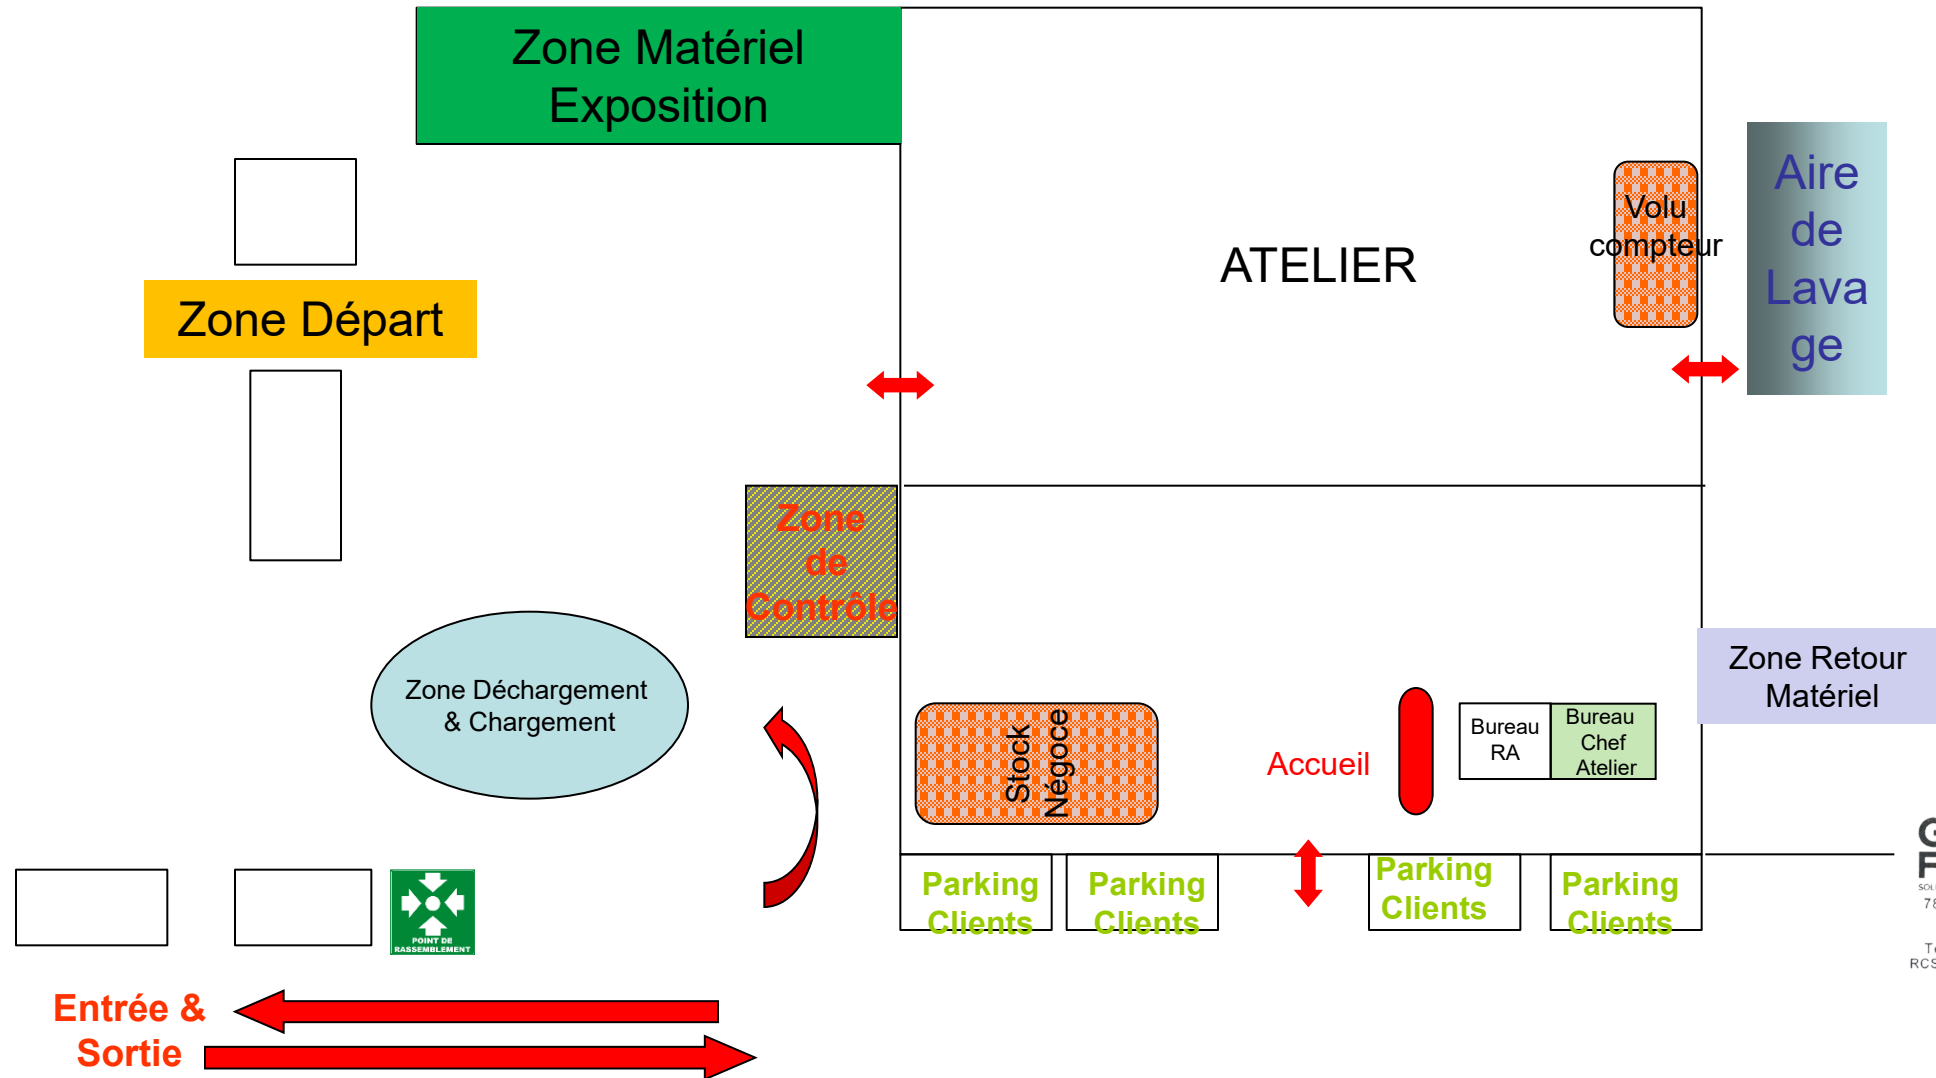 Zone Matériel
Exposition
Zone Départ
ATELIER
Volu
compteur
Aire
de
Lava
ge
Zone
de
Contrôle
Zone Déchargement
& Chargement
Stock
Négoce
Accueil
Bureau
RA
Bureau
Chef
Atelier
Zone Retour
Matériel
Parking
Clients
Parking
Clients
Parking
Clients
Parking
Clients
POINT DE
RASSEMBLEMENT
Entrée &
Sortie
78
RCS